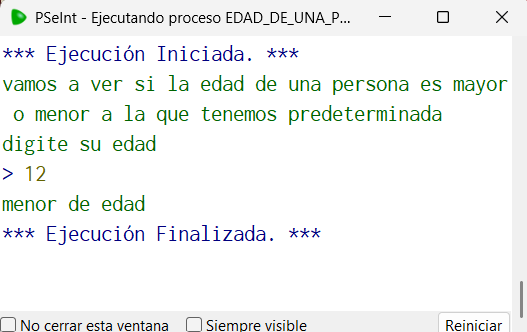 PSeInt - Ejecutando proceso EDAD_DE_UNA_P...
*** Ejecución Iniciada. ***
vamos a ver si la edad de una persona es mayor
o menor a la que tenemos predeterminada
digite su edad
> 12
menor de edad
*** Ejecución Finalizada. ***
No cerrar esta ventana Siempre visible Reiniciar